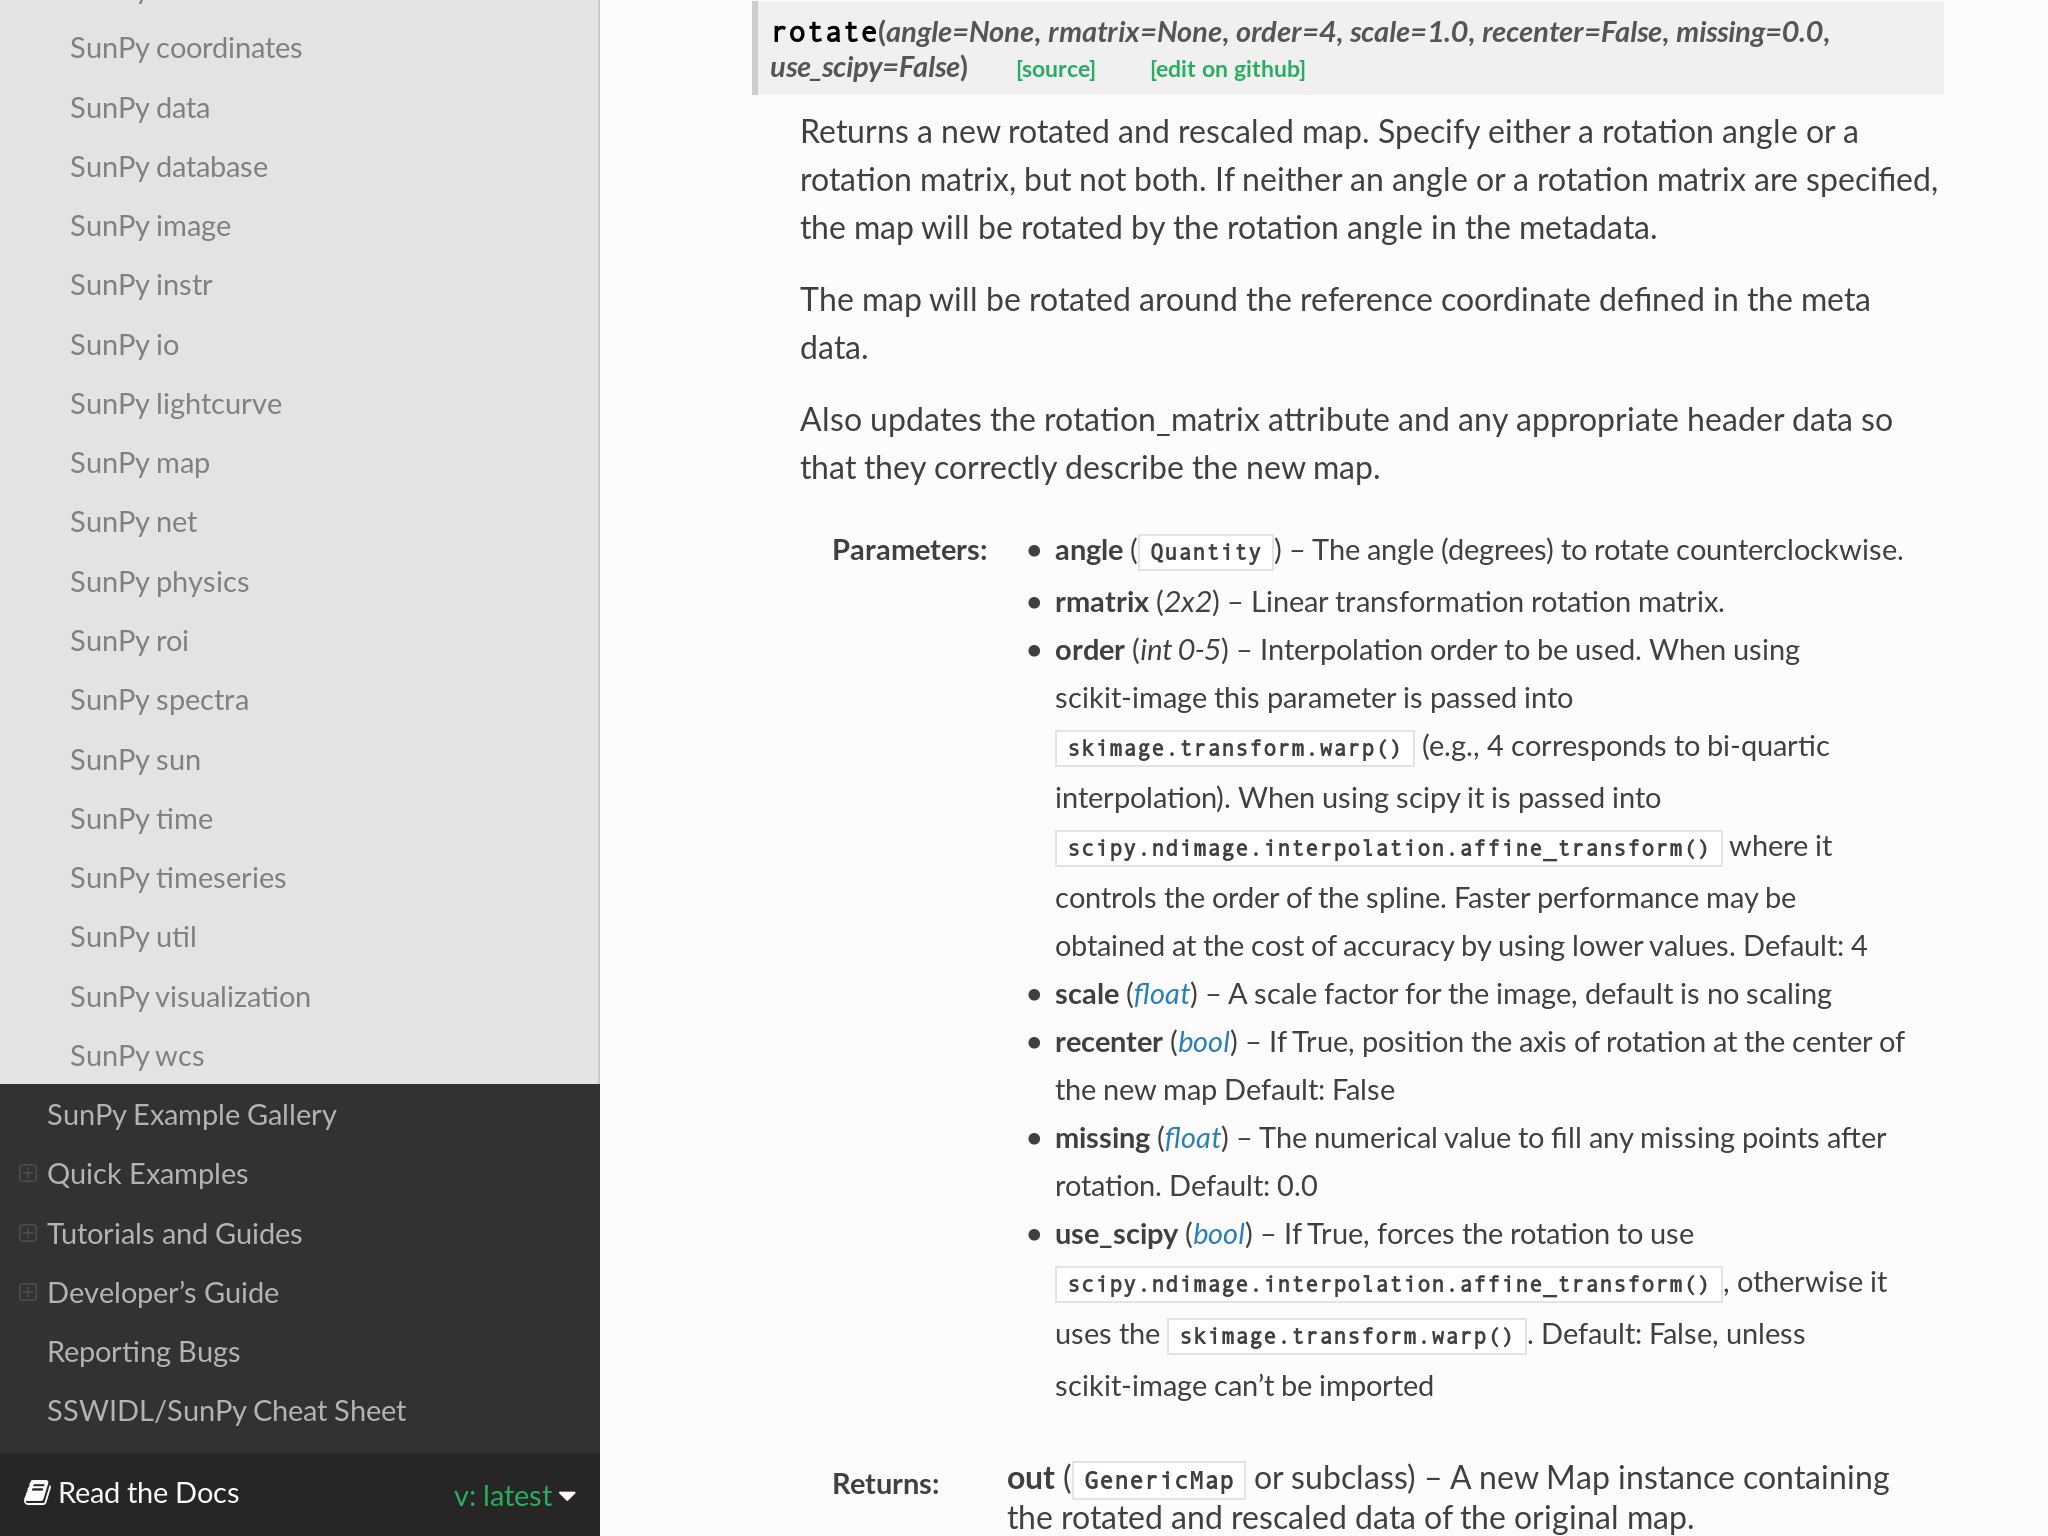 SunPy coordinates
SunPy data
SunPy database
SunPy image
SunPy instr
SunPy io
SunPy lightcurve
SunPy map
SunPy net
SunPy physics
SunPy roi
SunPy spectra
SunPy sun
SunPy time
SunPy timeseries
SunPy util
SunPy visualization
SunPy wcs
SunPy Example Gallery
Quick Examples
Tutorials and Guides
Developer’s Guide
Reporting Bugs
SSWIDL/SunPy Cheat Sheet
Read the Docs v: latest
rotate(angle=None, rmatrix=None, order=4, scale=1.0, recenter=False, missing=0.0,
use_scipy=False) [source] [edit on github]
Returns a new rotated and rescaled map. Specify either a rotation angle or a
rotation matrix, but not both. If neither an angle or a rotation matrix are specified,
the map will be rotated by the rotation angle in the metadata.
The map will be rotated around the reference coordinate defined in the meta
data.
Also updates the rotation_matrix attribute and any appropriate header data so
that they correctly describe the new map.
Parameters: • angle (Quantity) – The angle (degrees) to rotate counterclockwise.
• rmatrix (2x2) – Linear transformation rotation matrix.
• order (int 0-5) – Interpolation order to be used. When using
scikit-image this parameter is passed into
skimage.transform.warp() (e.g., 4 corresponds to bi-quartic
interpolation). When using scipy it is passed into
scipy.ndimage.interpolation.affine_transform() where it
controls the order of the spline. Faster performance may be
obtained at the cost of accuracy by using lower values. Default: 4
• scale (float) – A scale factor for the image, default is no scaling
• recenter (bool) – If True, position the axis of rotation at the center of
the new map Default: False
• missing (float) – The numerical value to fill any missing points after
rotation. Default: 0.0
• use_scipy (bool) – If True, forces the rotation to use
scipy.ndimage.interpolation.affine_transform(), otherwise it
uses the skimage.transform.warp(). Default: False, unless
scikit-image can’t be imported
Returns: out (GenericMap or subclass) – A new Map instance containing
the rotated and rescaled data of the original map.